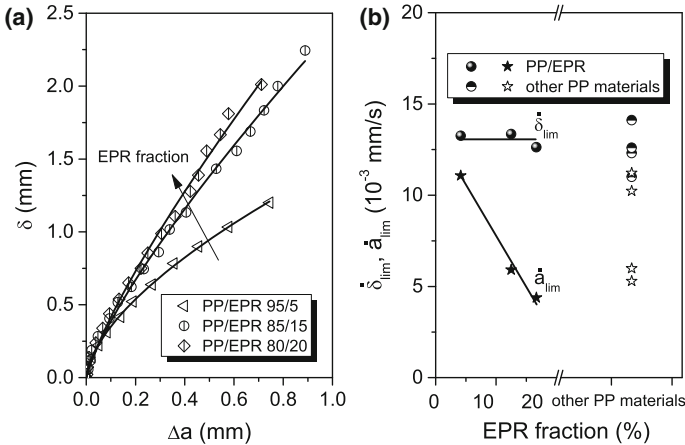 (a)
2.5
2.0
1.5
1.0
0.5
0.0
δ (mm)
EPR fraction
PP/EPR 95/5
PP/EPR 85/15
PP/EPR 80/20
0.0 0.2 0.4 0.6 0.8 1.0
Δa (mm)
(b)
20
15
10
5
0
δ̇lim, ȧlim (10⁻³ mm/s)
PP/EPR
other PP materials
δ̇lim
ȧlim
0 10 20 30 other PP materials
EPR fraction (%)